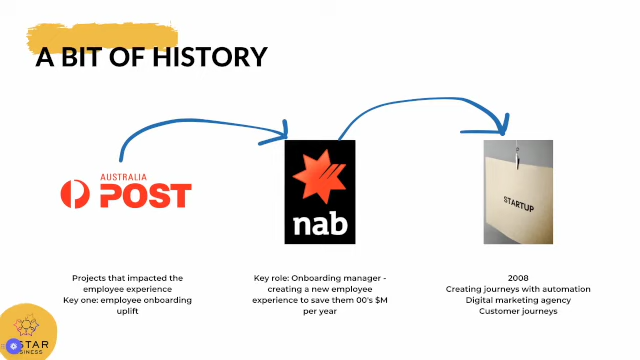 A BIT OF HISTORY
AUSTRALIA
POST
nab
STARTUP
Projects that impacted the
employee experience
Key one: employee onboarding
uplift
Key role: Onboarding manager -
creating a new employee
experience to save them 00's $M
per year
2008
Creating journeys with automation
Digital marketing agency
Customer journeys
STAR